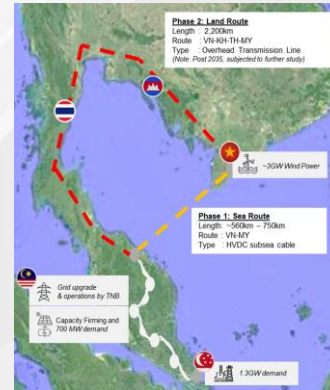 Phase 2: Land Route
Length : 2,200km
Route : VN-KH-TH-MY
Type : Overhead Transmission Line
(Note: Post 2035, subjected to further study)
~3GW Wind Power
Phase 1: Sea Route
Length: ~560km – 750km
Route : VN-MY
Type : HVDC subsea cable
Grid upgrade
& operations by TNB
Capacity Firming and
700 MW demand
1.3GW demand